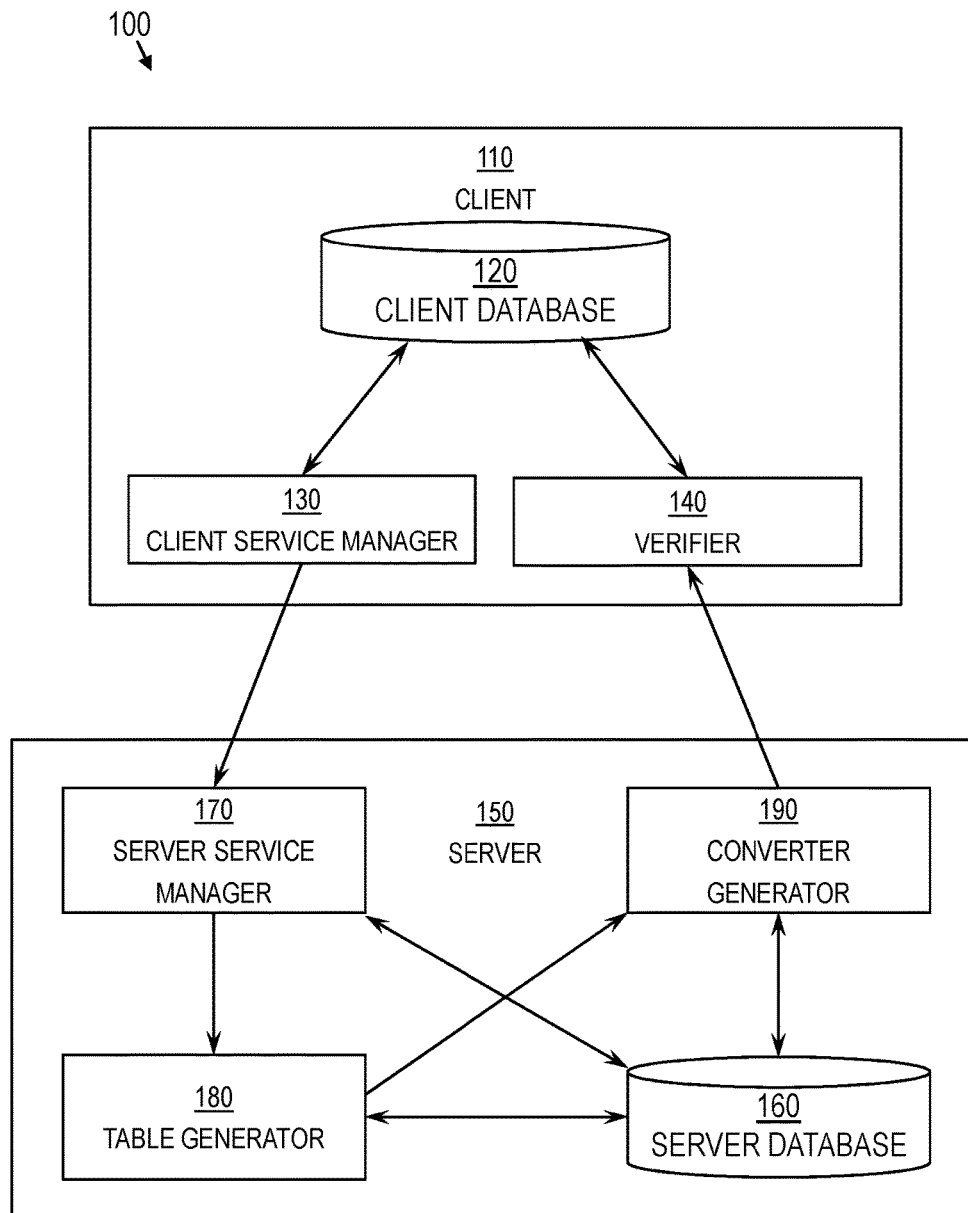 100
110
CLIENT
120
CLIENT DATABASE
130
CLIENT SERVICE MANAGER
140
VERIFIER
170
SERVER SERVICE
MANAGER
150
SERVER
190
CONVERTER
GENERATOR
180
TABLE GENERATOR
160
SERVER DATABASE